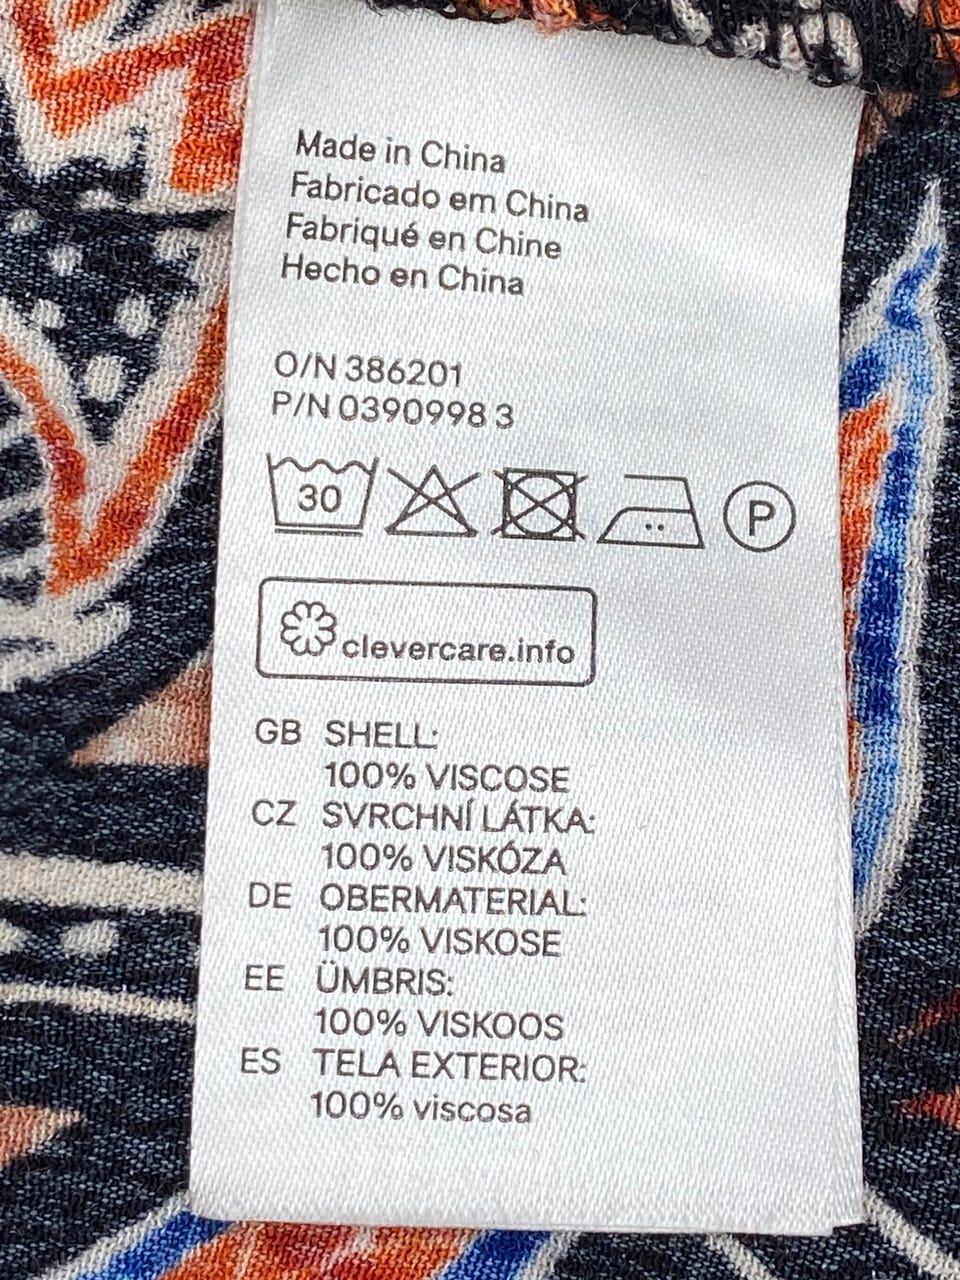 Made in China
Fabricado em China
Fabriqué en Chine
Hecho en China
O/N 386201
P/N 0390998 3
30 P
clevercare.info
GB SHELL:
100% VISCOSE
CZ SVRCHNÍ LÁTKA:
100% VISKÓZA
DE OBERMATERIAL:
100% VISKOSE
EE ÜMBRIS:
100% VISKOOS
ES TELA EXTERIOR:
100% viscosa